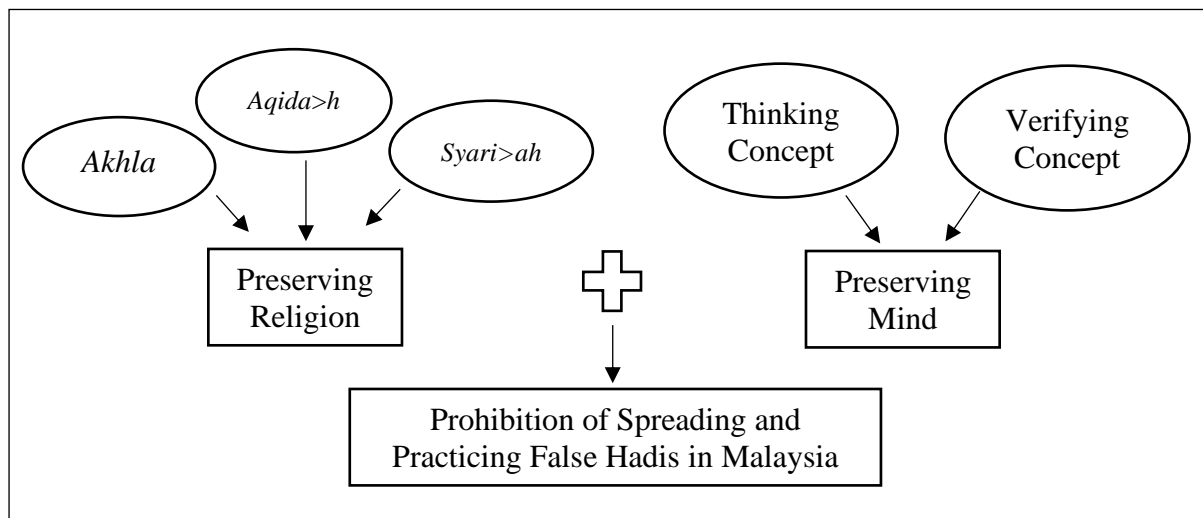 Akhla
Aqida>h
Syari>ah
Thinking
Concept
Verifying
Concept
Preserving
Religion
Preserving
Mind
Prohibition of Spreading and
Practicing False Hadis in Malaysia